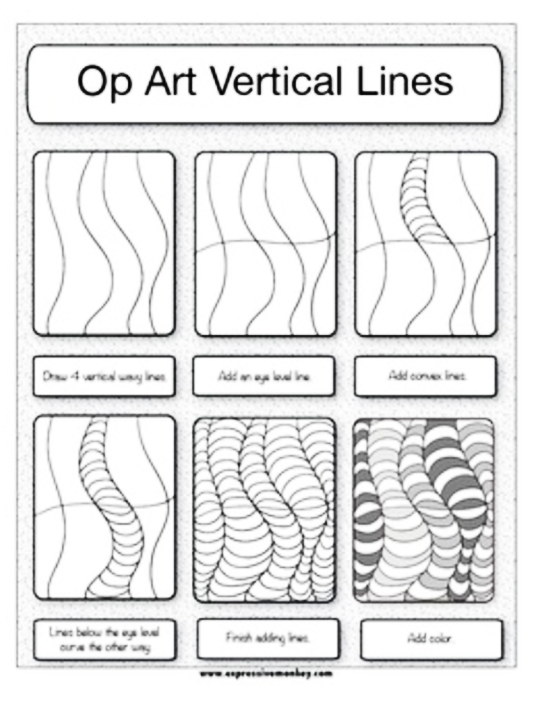 Op Art Vertical Lines
Draw 4 vertical wavy lines.
Add an eye level line.
Add convex lines.
Lines below the eye level
curve the other way.
Finish adding lines.
Add color.
www.expressivemonkey.com